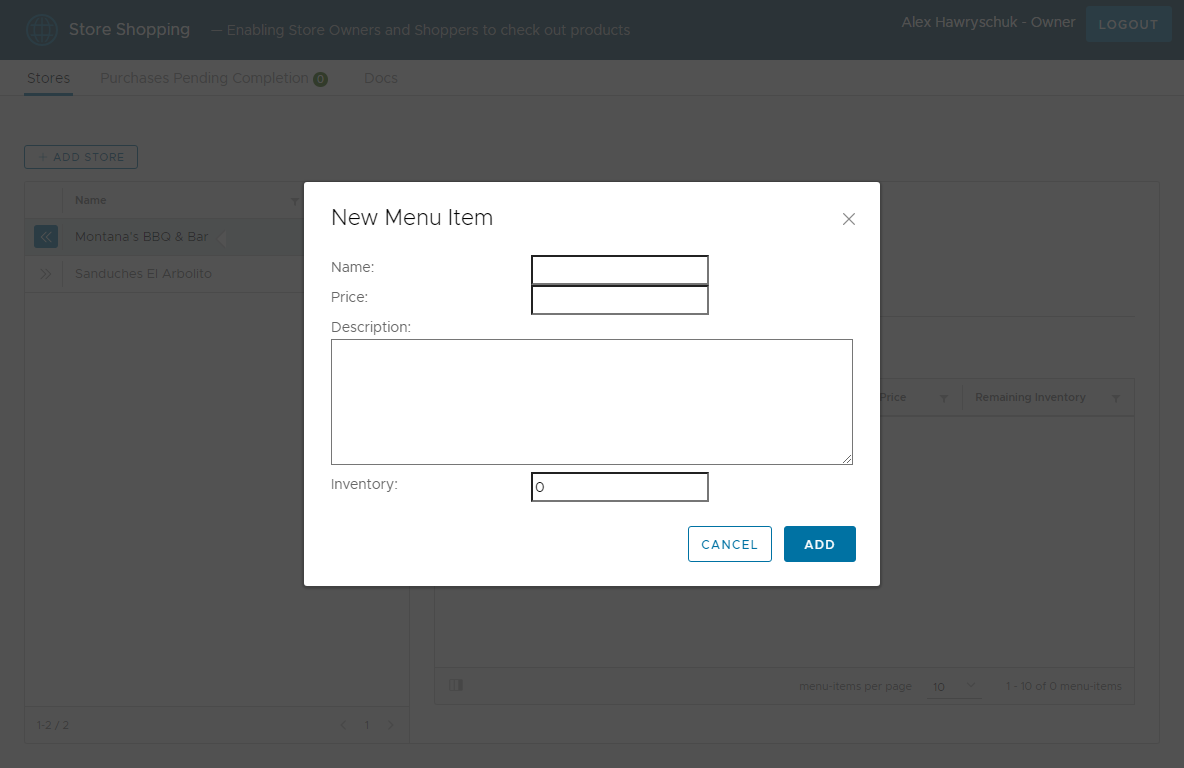 Store Shopping — Enabling Store Owners and Shoppers to check out products Alex Hawryschuk - Owner LOGOUT
Stores Purchases Pending Completion 0 Docs
+ ADD STORE
Name
Montana's BBQ & Bar
Sanduches El Arbolito
1-2 / 2 1
New Menu Item
Name:
Price:
Description:
Inventory: 0
CANCEL ADD
Price Remaining Inventory
menu-items per page 10 1 - 10 of 0 menu-items